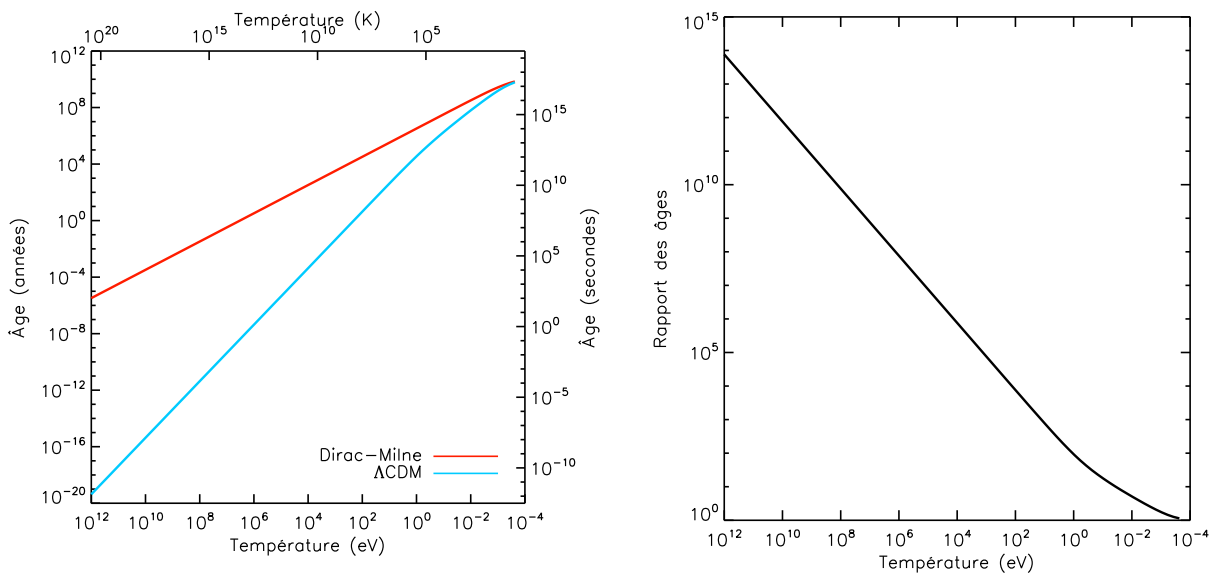 Température (K)
10^20 10^15 10^10 10^5
10^12
10^8
10^4
10^0
10^−4
10^−8
10^−12
10^−16
10^−20
Âge (années)
10^15
10^10
10^5
10^0
10^−5
10^−10
Âge (secondes)
Dirac−Milne
ΛCDM
10^12 10^10 10^8 10^6 10^4 10^2 10^0 10^−2 10^−4
Température (eV)
10^15
10^10
10^5
10^0
Rapport des âges
10^12 10^10 10^8 10^6 10^4 10^2 10^0 10^−2 10^−4
Température (eV)